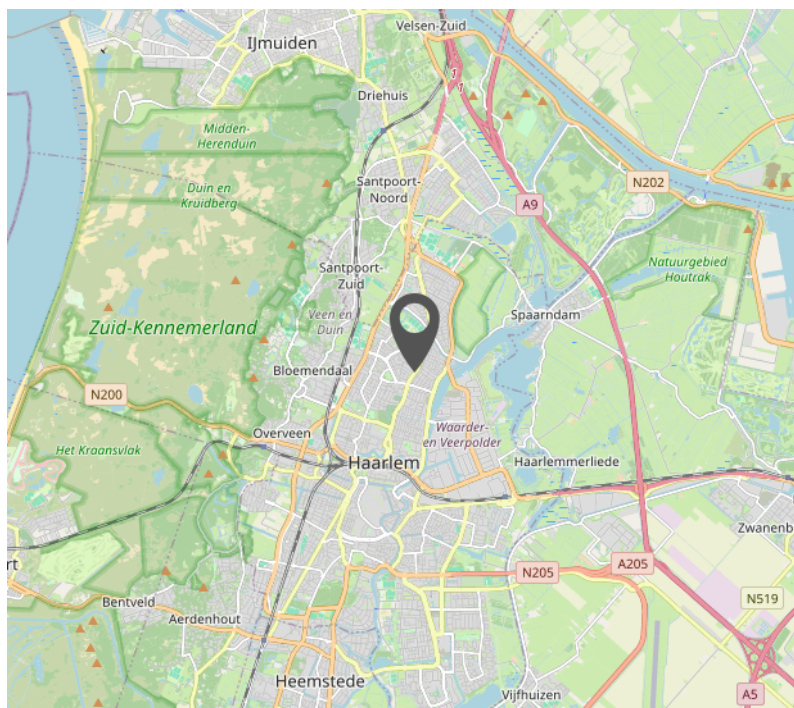 Velsen-Zuid
IJmuiden
Driehuis
Midden-
Herenduin
Santpoort-
Noord
Duin en
Kruidberg
N202
A9
Santpoort-
Zuid
Natuurgebied
Houtrak
Veen en
Duin
Spaarndam
Zuid-Kennemerland
Bloemendaal
N200
Overveen
Waarder-
en Veerpolder
Het Kraansvlak
Haarlem
Haarlemmerliede
Zwanenb
rt
N205
A205
N519
Bentveld
Aerdenhout
Heemstede
Vijfhuizen
A5